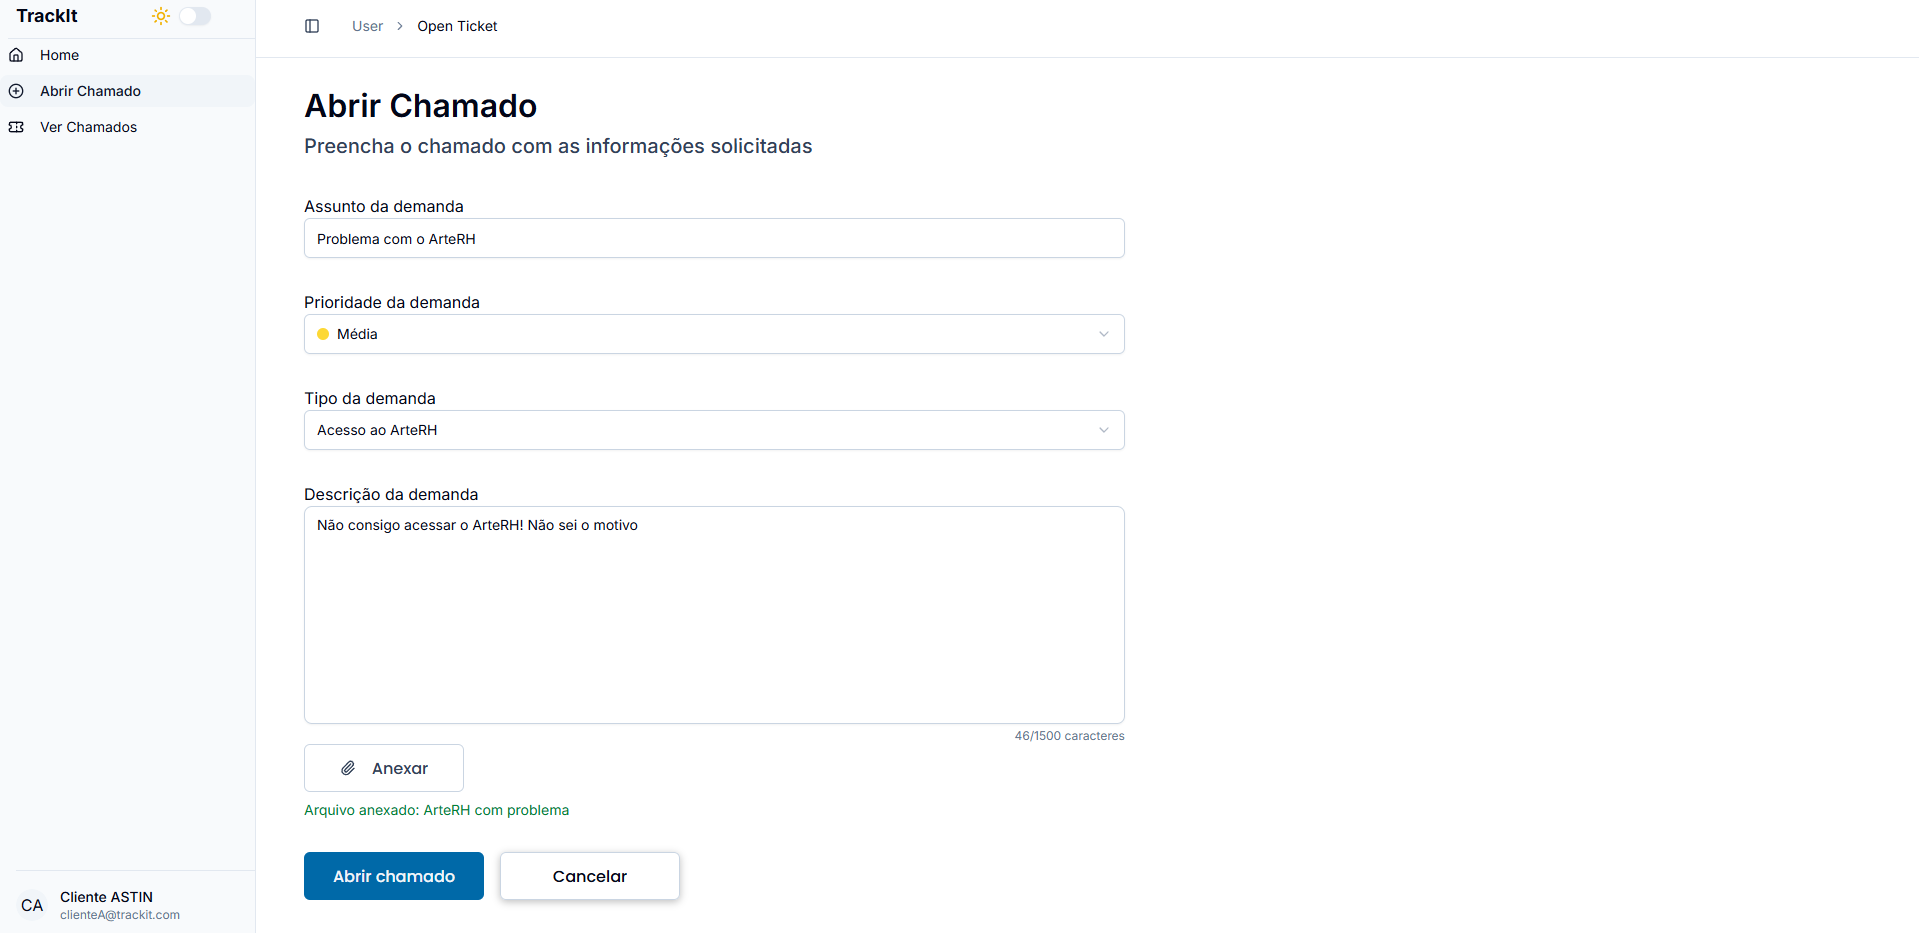 TrackIt
Home
Abrir Chamado
Ver Chamados
Cliente ASTIN
CA
clienteA@trackit.com
User > Open Ticket
Abrir Chamado
Preencha o chamado com as informações solicitadas
Assunto da demanda
Problema com o ArteRH
Prioridade da demanda
Média
Tipo da demanda
Acesso ao ArteRH
Descrição da demanda
Não consigo acessar o ArteRH! Não sei o motivo
46/1500 caracteres
Anexar
Arquivo anexado: ArteRH com problema
Abrir chamado
Cancelar